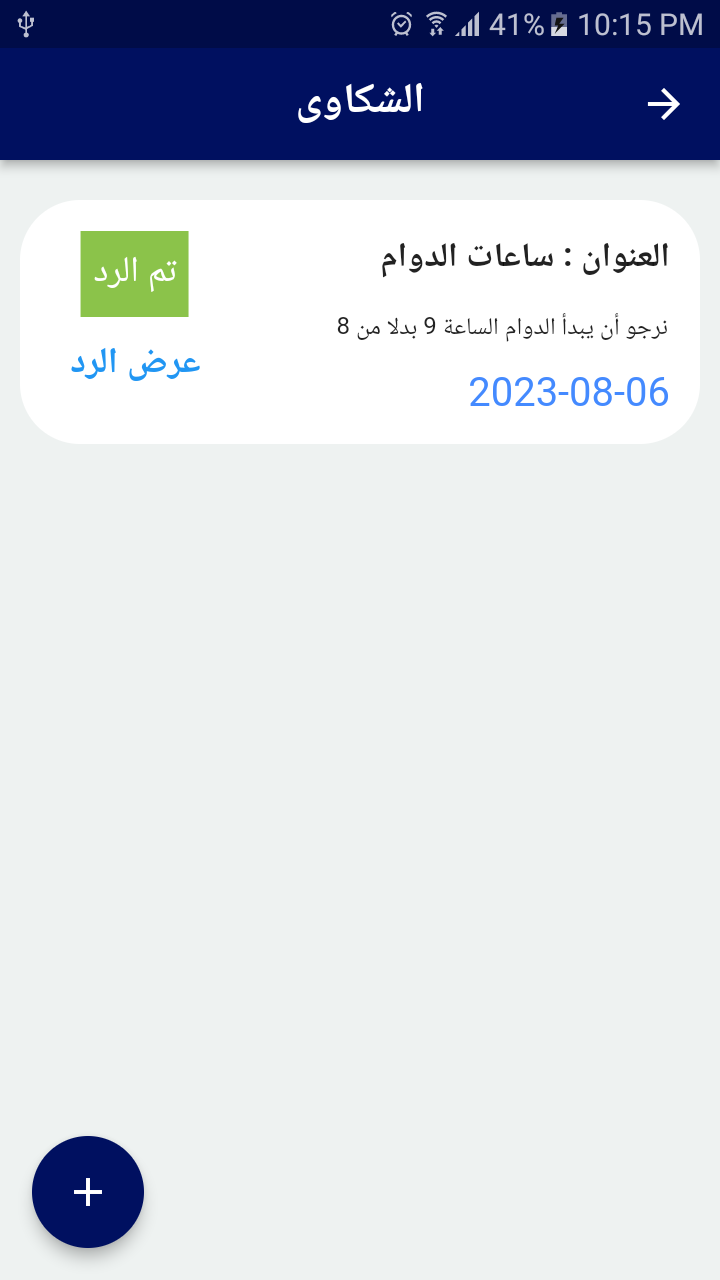 41% 10:15 PM
الشكاوى
العنوان : ساعات الدوام
تم الرد
نرجو أن يبدأ الدوام الساعة 9 بدلا من 8
عرض الرد
2023-08-06